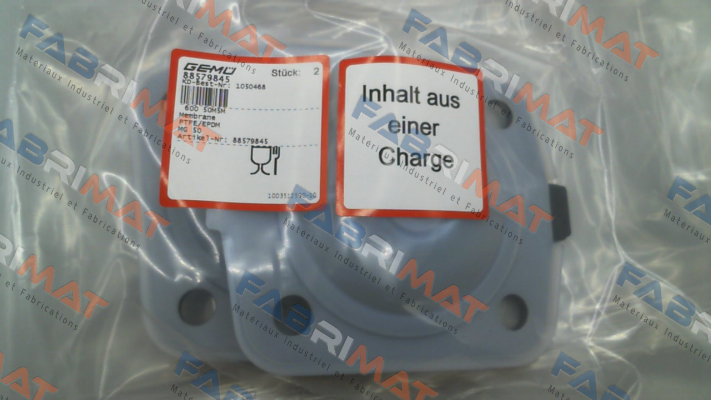 GEMÜ
Stück: 2
88579845
KD-Best-Nr: 1050468
600 50M5M
Membrane
PTFE/EPDM
MG 50
Artikel-Nr: 88579845
Inhalt aus
einer
Charge
FABRIMAT
Materiaux Industriel et Fabrications